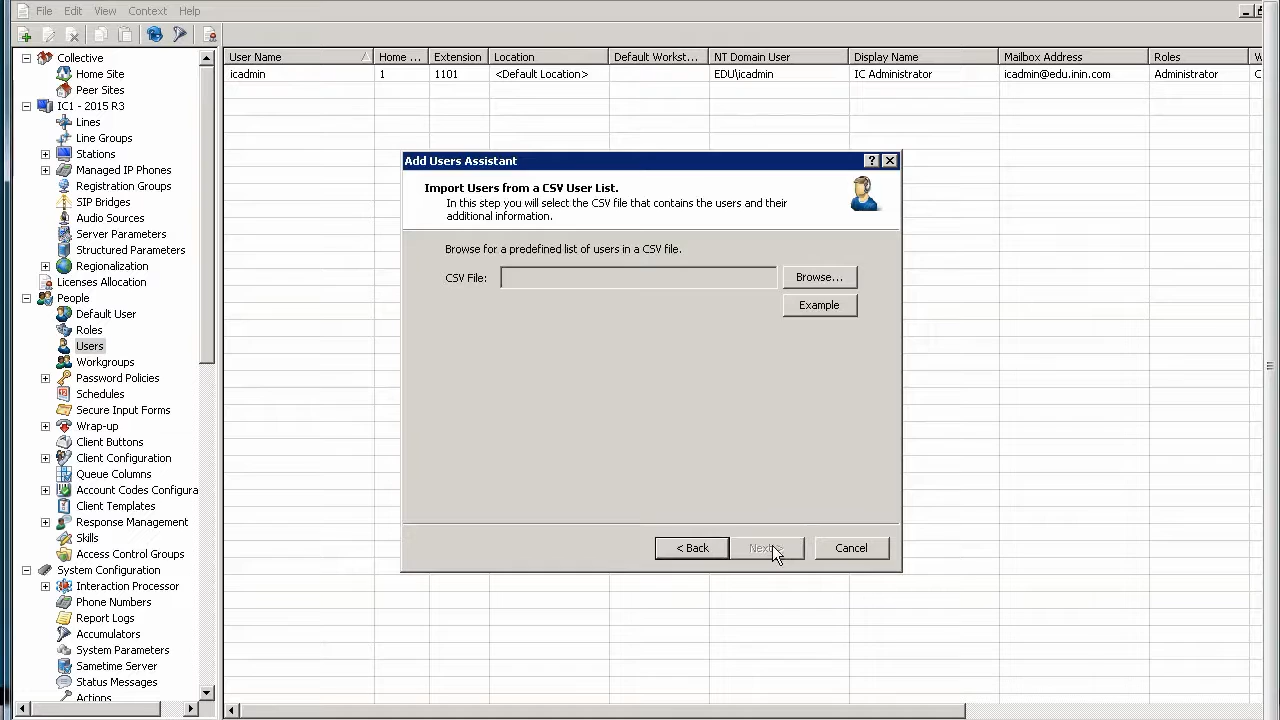 File Edit View Context Help
Collective
Home Site
Peer Sites
IC1 - 2015 R3
Lines
Line Groups
Stations
Managed IP Phones
Registration Groups
SIP Bridges
Audio Sources
Server Parameters
Structured Parameters
Regionalization
Licenses Allocation
People
Default User
Roles
Users
Workgroups
Password Policies
Schedules
Secure Input Forms
Wrap-up
Client Buttons
Client Configuration
Queue Columns
Account Codes Configura
Client Templates
Response Management
Skills
Access Control Groups
System Configuration
Interaction Processor
Phone Numbers
Report Logs
Accumulators
System Parameters
Sametime Server
Status Messages
Actions
User Name Home ... Extension Location Default Workst... NT Domain User Display Name Mailbox Address Roles
icadmin 1 1101 <Default Location> EDU\icadmin IC Administrator icadmin@edu.inin.com Administrator
Add Users Assistant
Import Users from a CSV User List.
In this step you will select the CSV file that contains the users and their
additional information.
Browse for a predefined list of users in a CSV file.
CSV File: Browse...
Example
< Back Next Cancel